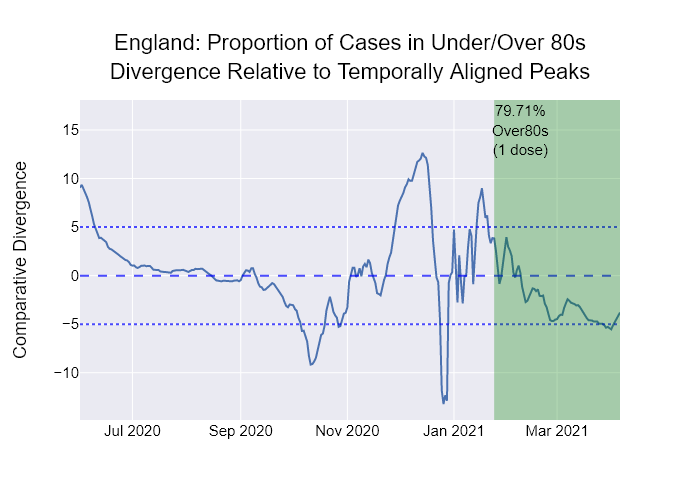 England: Proportion of Cases in Under/Over 80s
Divergence Relative to Temporally Aligned Peaks
79.71%
Over80s
(1 dose)
Comparative Divergence
15
10
5
0
−5
−10
Jul 2020
Sep 2020
Nov 2020
Jan 2021
Mar 2021